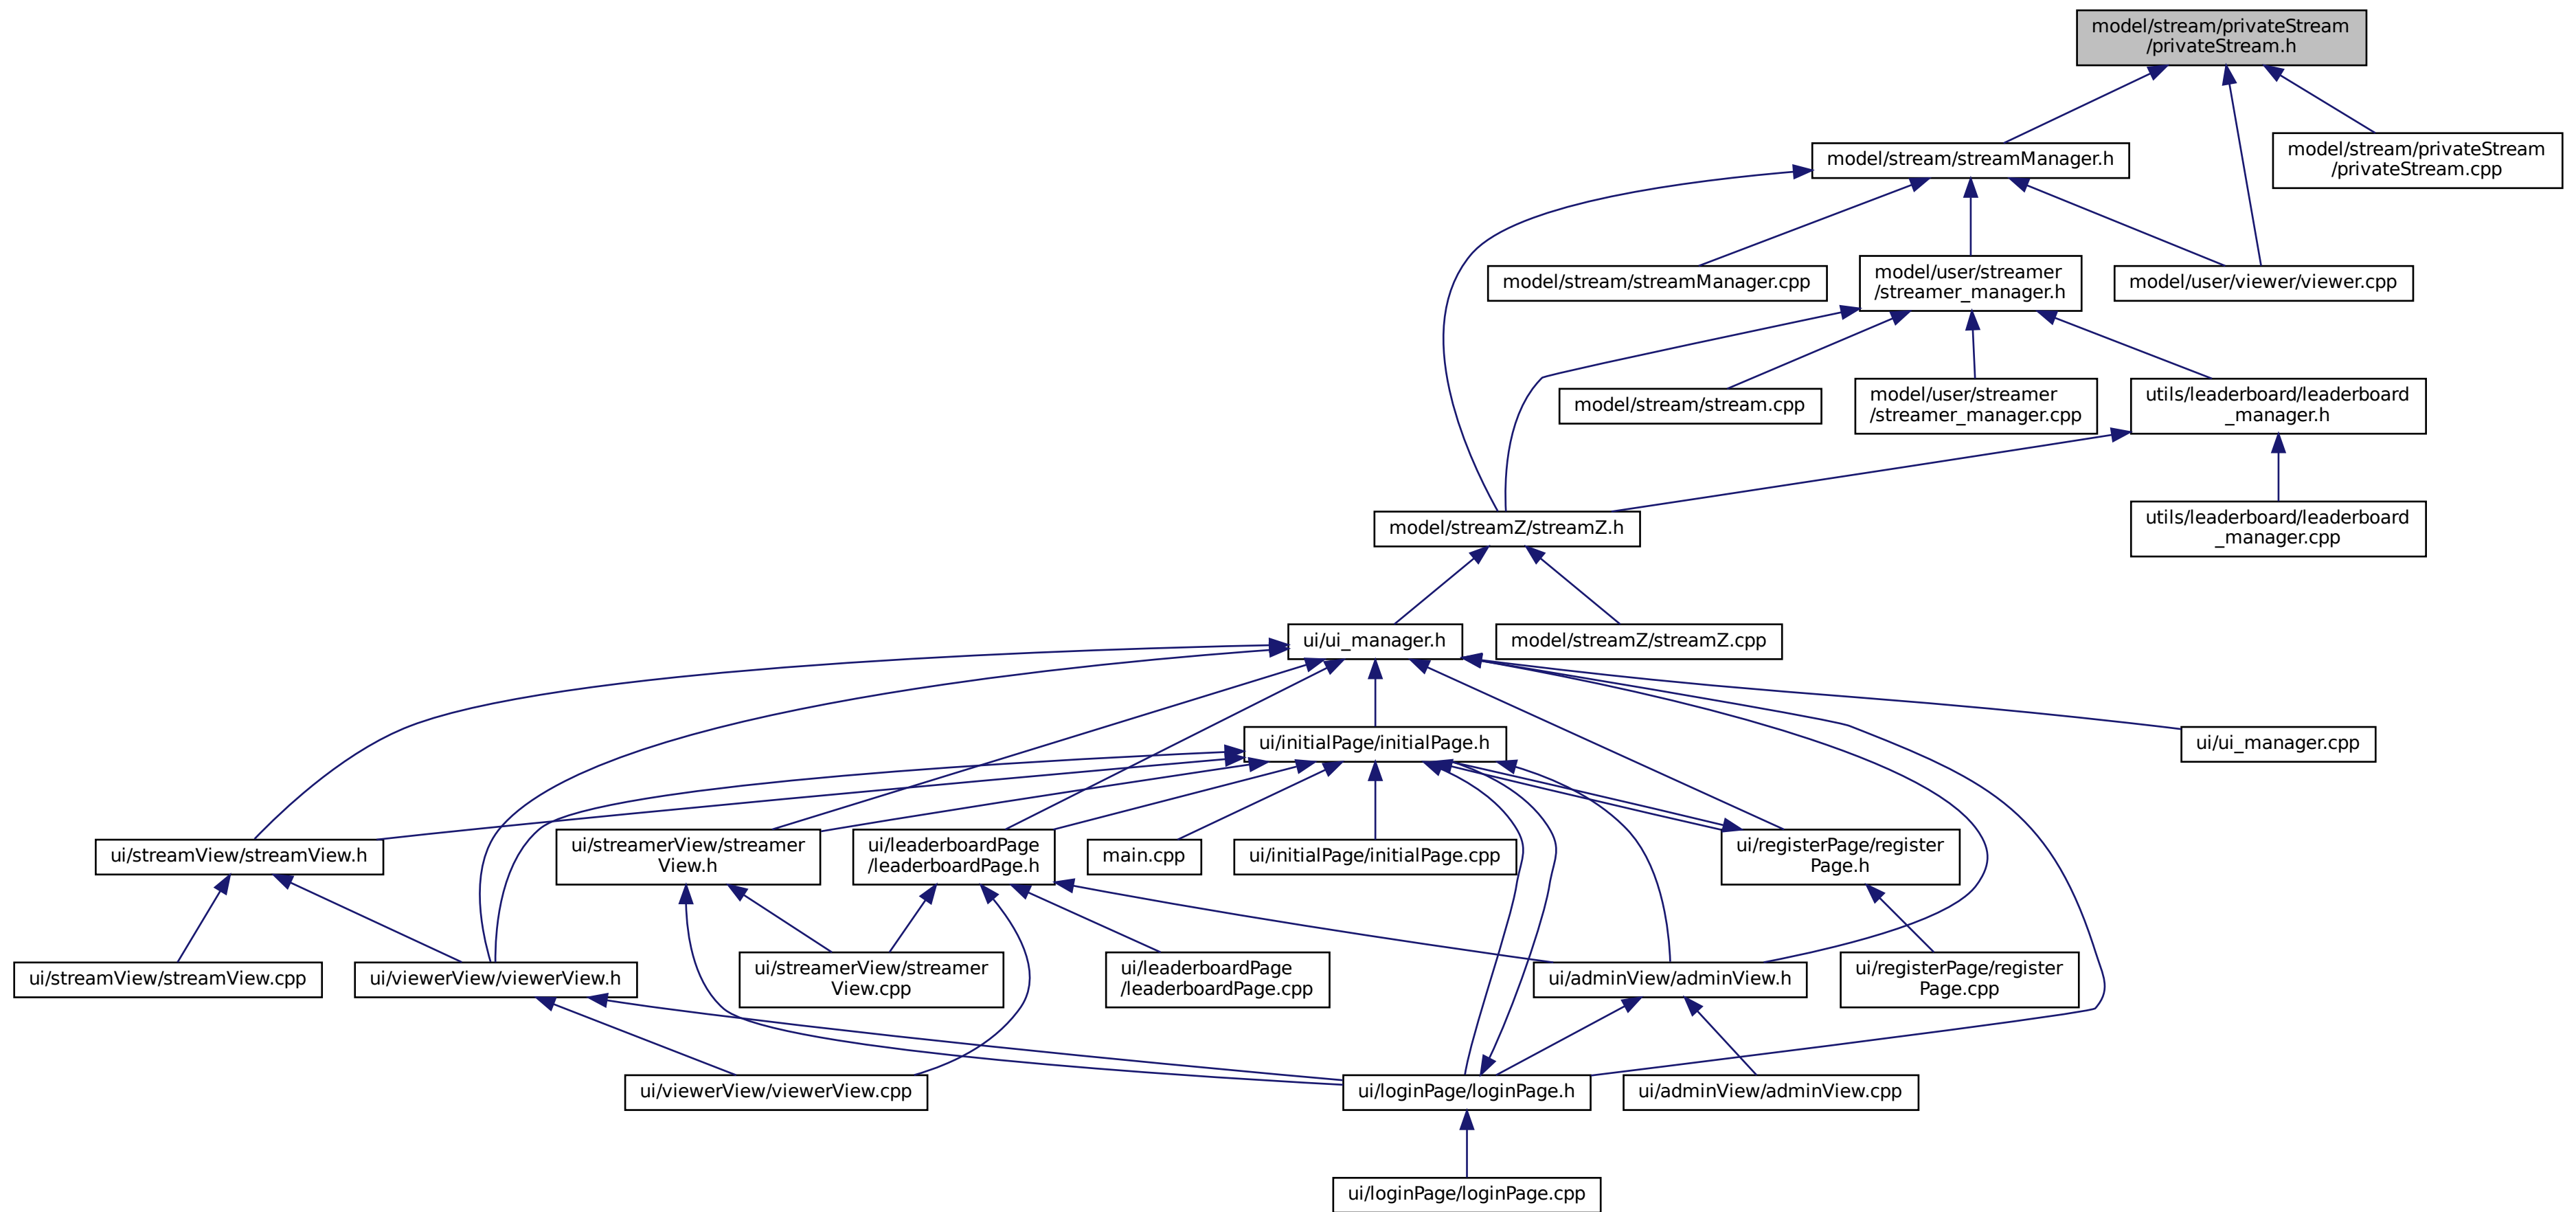 model/stream/privateStream
/privateStream.h
model/stream/streamManager.h
model/stream/privateStream
/privateStream.cpp
model/stream/streamManager.cpp
model/user/streamer
/streamer_manager.h
model/user/viewer/viewer.cpp
model/stream/stream.cpp
model/user/streamer
/streamer_manager.cpp
utils/leaderboard/leaderboard
_manager.h
model/streamZ/streamZ.h
utils/leaderboard/leaderboard
_manager.cpp
ui/ui_manager.h
model/streamZ/streamZ.cpp
ui/initialPage/initialPage.h
ui/ui_manager.cpp
ui/streamView/streamView.h
ui/streamerView/streamer
View.h
ui/leaderboardPage
/leaderboardPage.h
main.cpp
ui/initialPage/initialPage.cpp
ui/registerPage/register
Page.h
ui/streamView/streamView.cpp
ui/viewerView/viewerView.h
ui/streamerView/streamer
View.cpp
ui/leaderboardPage
/leaderboardPage.cpp
ui/adminView/adminView.h
ui/registerPage/register
Page.cpp
ui/viewerView/viewerView.cpp
ui/loginPage/loginPage.h
ui/adminView/adminView.cpp
ui/loginPage/loginPage.cpp